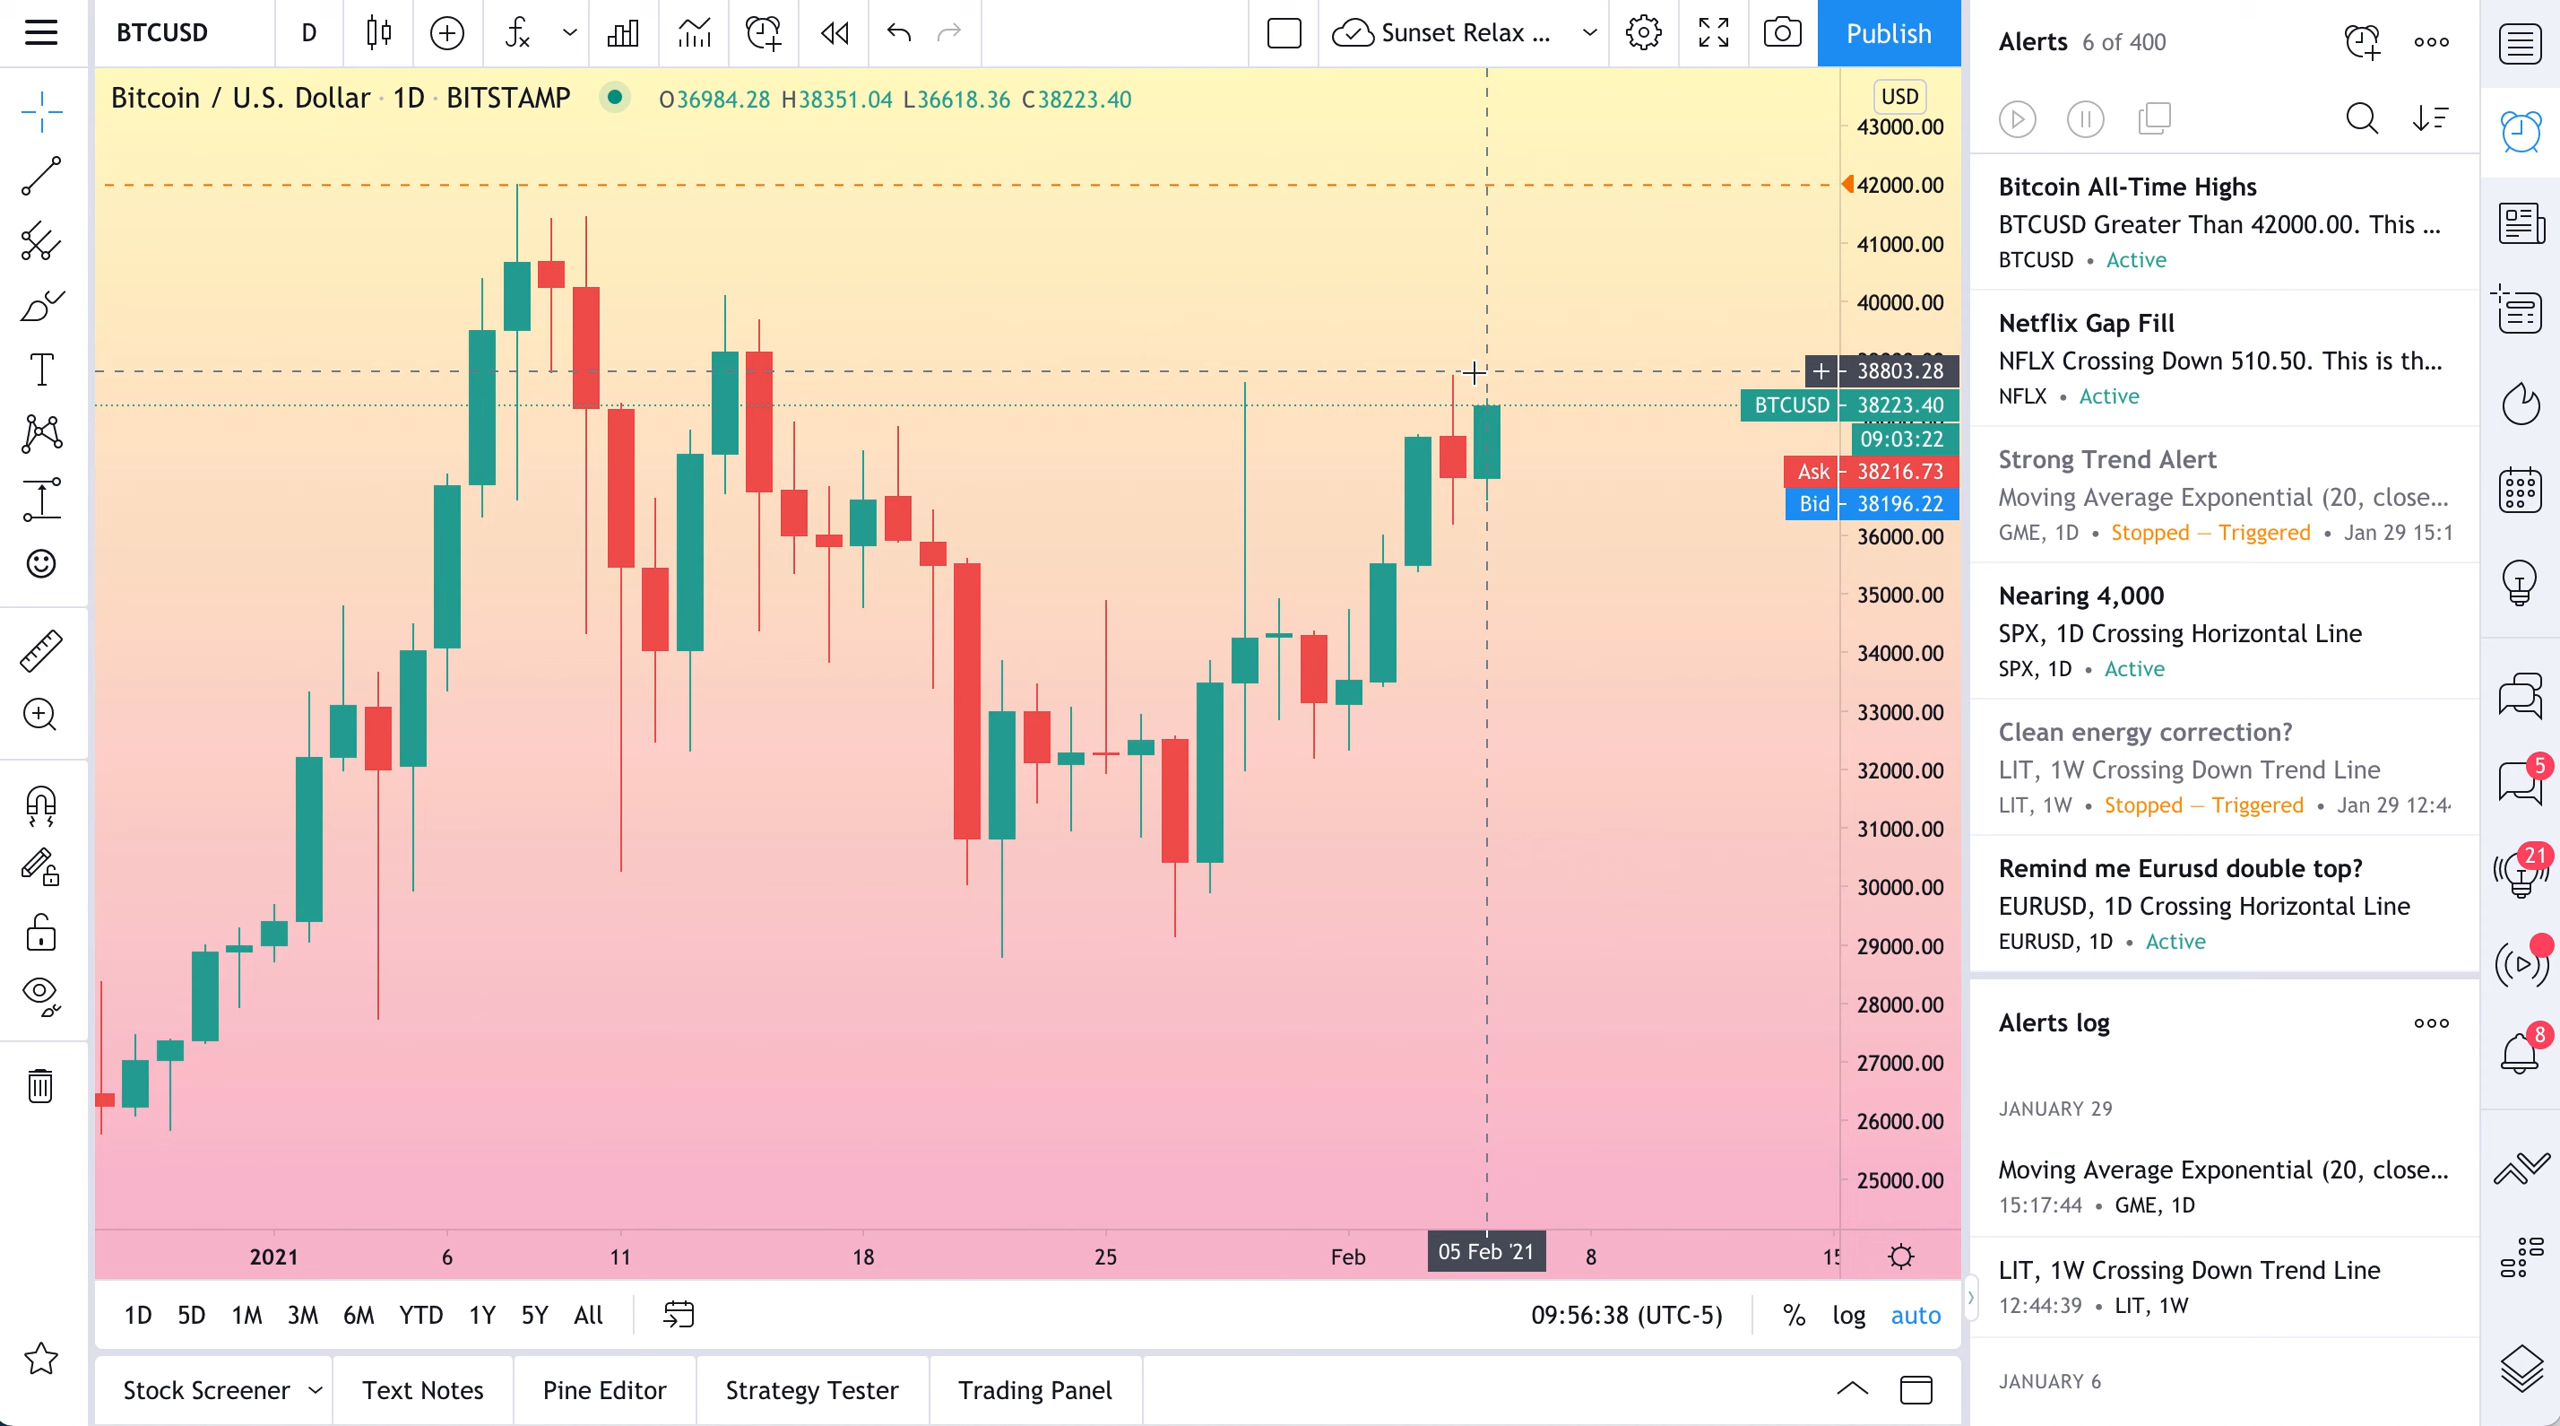 BTCUSD D Sunset Relax ... Publish
Bitcoin / U.S. Dollar · 1D · BITSTAMP O36984.28 H38351.04 L36618.36 C38223.40
USD
43000.00
42000.00
41000.00
40000.00
+ 38803.28
BTCUSD 38223.40
09:03:22
Ask 38216.73
Bid 38196.22
36000.00
35000.00
34000.00
33000.00
32000.00
31000.00
30000.00
29000.00
28000.00
27000.00
26000.00
25000.00
2021 6 11 18 25 Feb 05 Feb '21 8
1D 5D 1M 3M 6M YTD 1Y 5Y All 09:56:38 (UTC-5) % log auto
Stock Screener Text Notes Pine Editor Strategy Tester Trading Panel
Alerts 6 of 400
Bitcoin All-Time Highs
BTCUSD Greater Than 42000.00. This ...
BTCUSD • Active
Netflix Gap Fill
NFLX Crossing Down 510.50. This is th...
NFLX • Active
Strong Trend Alert
Moving Average Exponential (20, close...
GME, 1D • Stopped — Triggered • Jan 29 15:1
Nearing 4,000
SPX, 1D Crossing Horizontal Line
SPX, 1D • Active
Clean energy correction?
LIT, 1W Crossing Down Trend Line
LIT, 1W • Stopped — Triggered • Jan 29 12:4
Remind me Eurusd double top?
EURUSD, 1D Crossing Horizontal Line
EURUSD, 1D • Active
Alerts log
JANUARY 29
Moving Average Exponential (20, close...
15:17:44 • GME, 1D
LIT, 1W Crossing Down Trend Line
12:44:39 • LIT, 1W
JANUARY 6
5
21
8